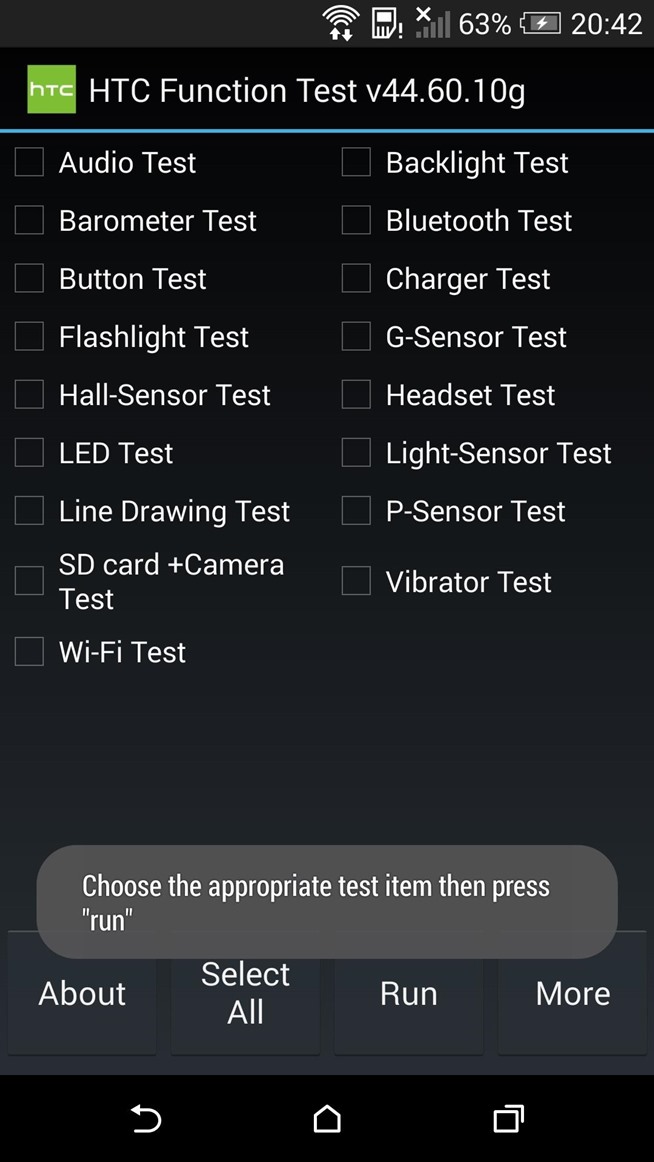 63% 20:42
hTC HTC Function Test v44.60.10g
Audio Test
Backlight Test
Barometer Test
Bluetooth Test
Button Test
Charger Test
Flashlight Test
G-Sensor Test
Hall-Sensor Test
Headset Test
LED Test
Light-Sensor Test
Line Drawing Test
P-Sensor Test
SD card +Camera
Test
Vibrator Test
Wi-Fi Test
Choose the appropriate test item then press
"run"
About
Select
All
Run
More